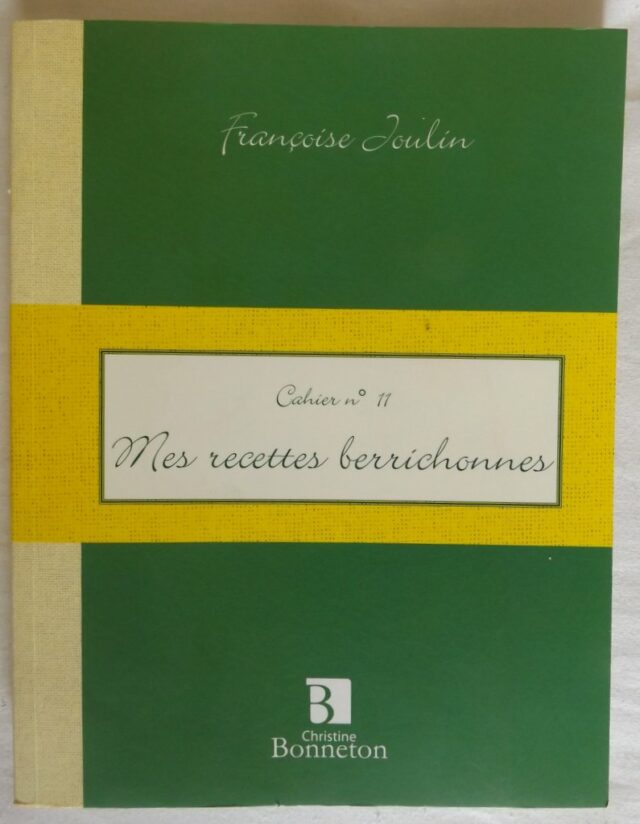 Françoise Joulin
Cahier n° 11
Mes recettes berrichonnes
B
Christine
Bonneton